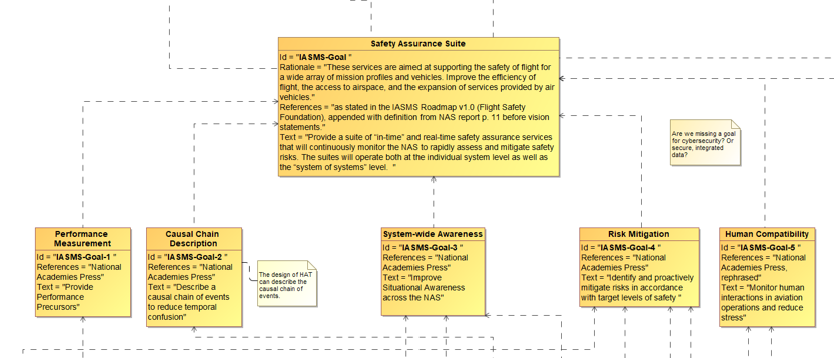 Safety Assurance Suite
Id = "IASMS-Goal "
Rationale = "These services are aimed at supporting the safety of flight for
a wide array of mission profiles and vehicles. Improve the efficiency of
flight, the access to airspace, and the expansion of services provided by air
vehicles."
References = "as stated in the IASMS Roadmap v1.0 (Flight Safety
Foundation), appended with definition from NAS report p. 11 before vision
statements."
Text = "Provide a suite of “in-time” and real-time safety assurance services
that will continuously monitor the NAS to rapidly assess and mitigate safety
risks. The suites will operate both at the individual system level as well as
the “system of systems” level.  "
Are we missing a goal
for cybersecurity? Or
secure, integrated
data?
Performance
Measurement
Id = "IASMS-Goal-1 "
References = "National
Academies Press"
Text = "Provide
Performance
Precursors"
Causal Chain
Description
Id = "IASMS-Goal-2 "
References = "National
Academies Press"
Text = "Describe a
causal chain of events
to reduce temporal
confusion"
The design of HAT
can describe the
causal chain of
events.
System-wide Awareness
Id = "IASMS-Goal-3 "
References = "National
Academies Press"
Text = "Improve
Situational Awareness
across the NAS"
Risk Mitigation
Id = "IASMS-Goal-4 "
References = "National
Academies Press"
Text = "Identify and proactively
mitigate risks in accordance
with target levels of safety "
Human Compatibility
Id = "IASMS-Goal-5 "
References = "National
Academies Press,
rephrased"
Text = "Monitor human
interactions in aviation
operations and reduce
stress"